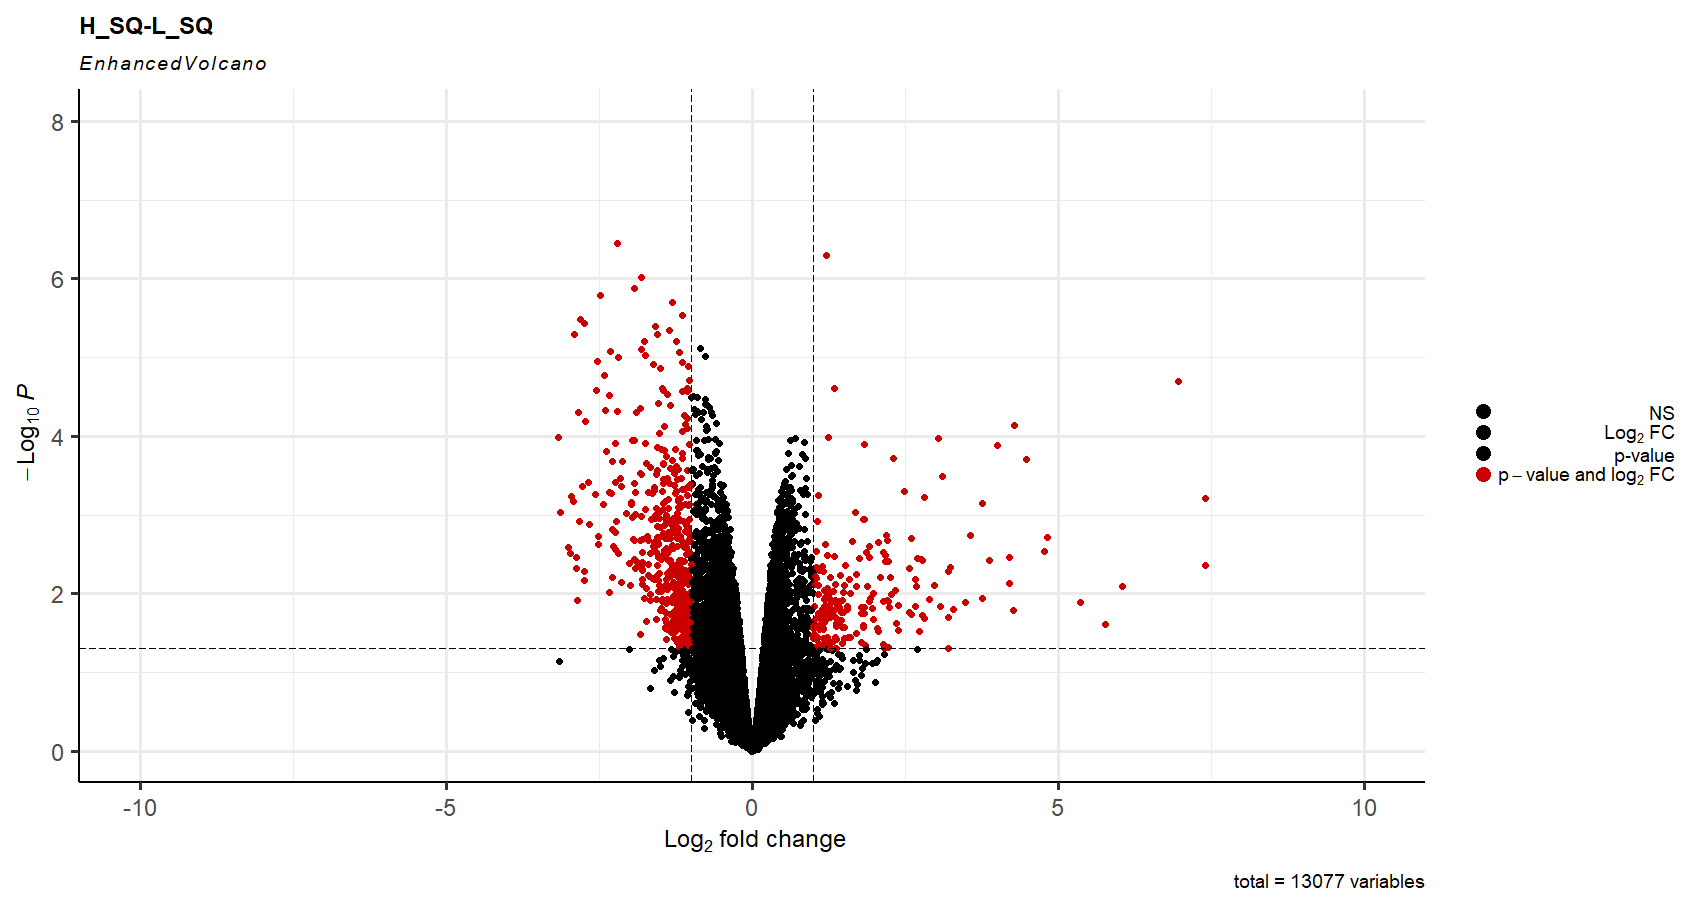 H_SQ-L_SQ
EnhancedVolcano
8
6
4
2
0
−Log₁₀ P
-10
-5
0
5
10
Log₂ fold change
NS
Log₂ FC
p-value
p − value and log₂ FC
total = 13077 variables